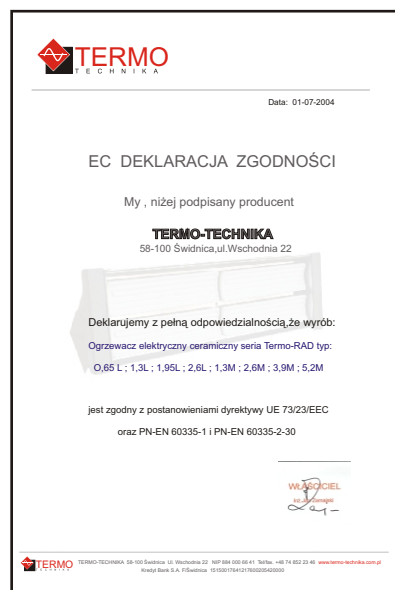 TERMO
TECHNIKA
Data: 01-07-2004
EC DEKLARACJA ZGODNOŚCI
My , niżej podpisany producent
TERMO-TECHNIKA
58-100 Świdnica,ul.Wschodnia 22
Deklarujemy z pełną odpowiedzialnością,że wyrób:
Ogrzewacz elektryczny ceramiczny seria Termo-RAD typ:
O,65 L ; 1,3L ; 1,95L ; 2,6L ; 1,3M ; 2,6M ; 3,9M ; 5,2M
jest zgodny z postanowieniami dyrektywy UE 73/23/EEC
oraz PN-EN 60335-1 i PN-EN 60335-2-30
WŁAŚCICIEL
TERMO
TECHNIKA
TERMO-TECHNIKA 58-100 Świdnica Ul. Wschodnia 22 NIP 884 000 66 41 Tel/fax. +48 74 852 23 46 www.termo-technika.com.pl
Kredyt Bank S.A. F/Świdnica